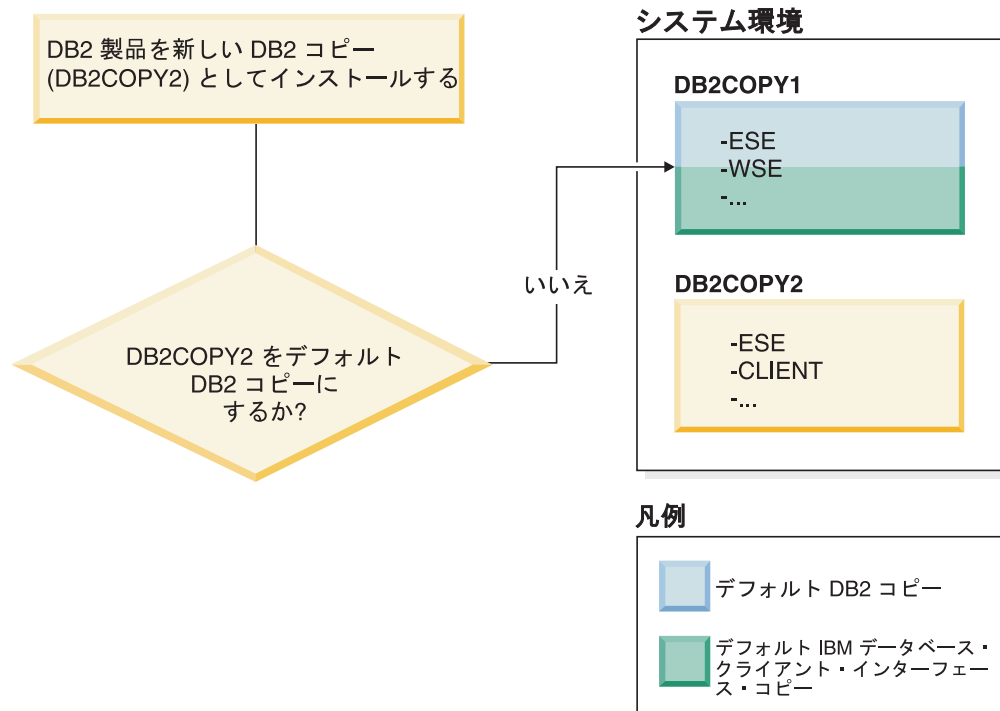 DB2 製品を新しい DB2 コピー
(DB2COPY2) としてインストールする
DB2COPY2 をデフォルト
DB2 コピーに
するか?
いいえ
システム環境
DB2COPY1
-ESE
-WSE
-...
DB2COPY2
-ESE
-CLIENT
-...
凡例
デフォルト DB2 コピー
デフォルト IBM データベース・
クライアント・インターフェー
ス・コピー